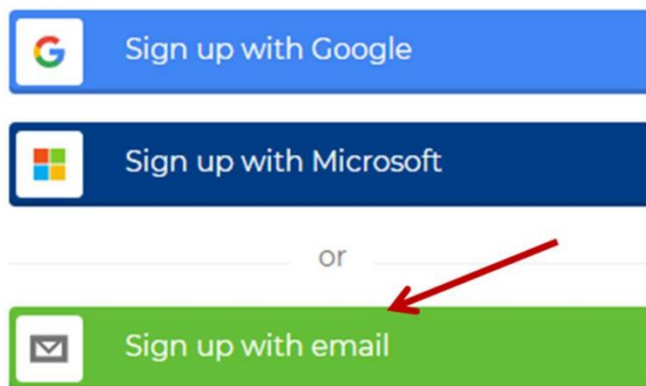 Sign up with Google
Sign up with Microsoft
or
Sign up with email